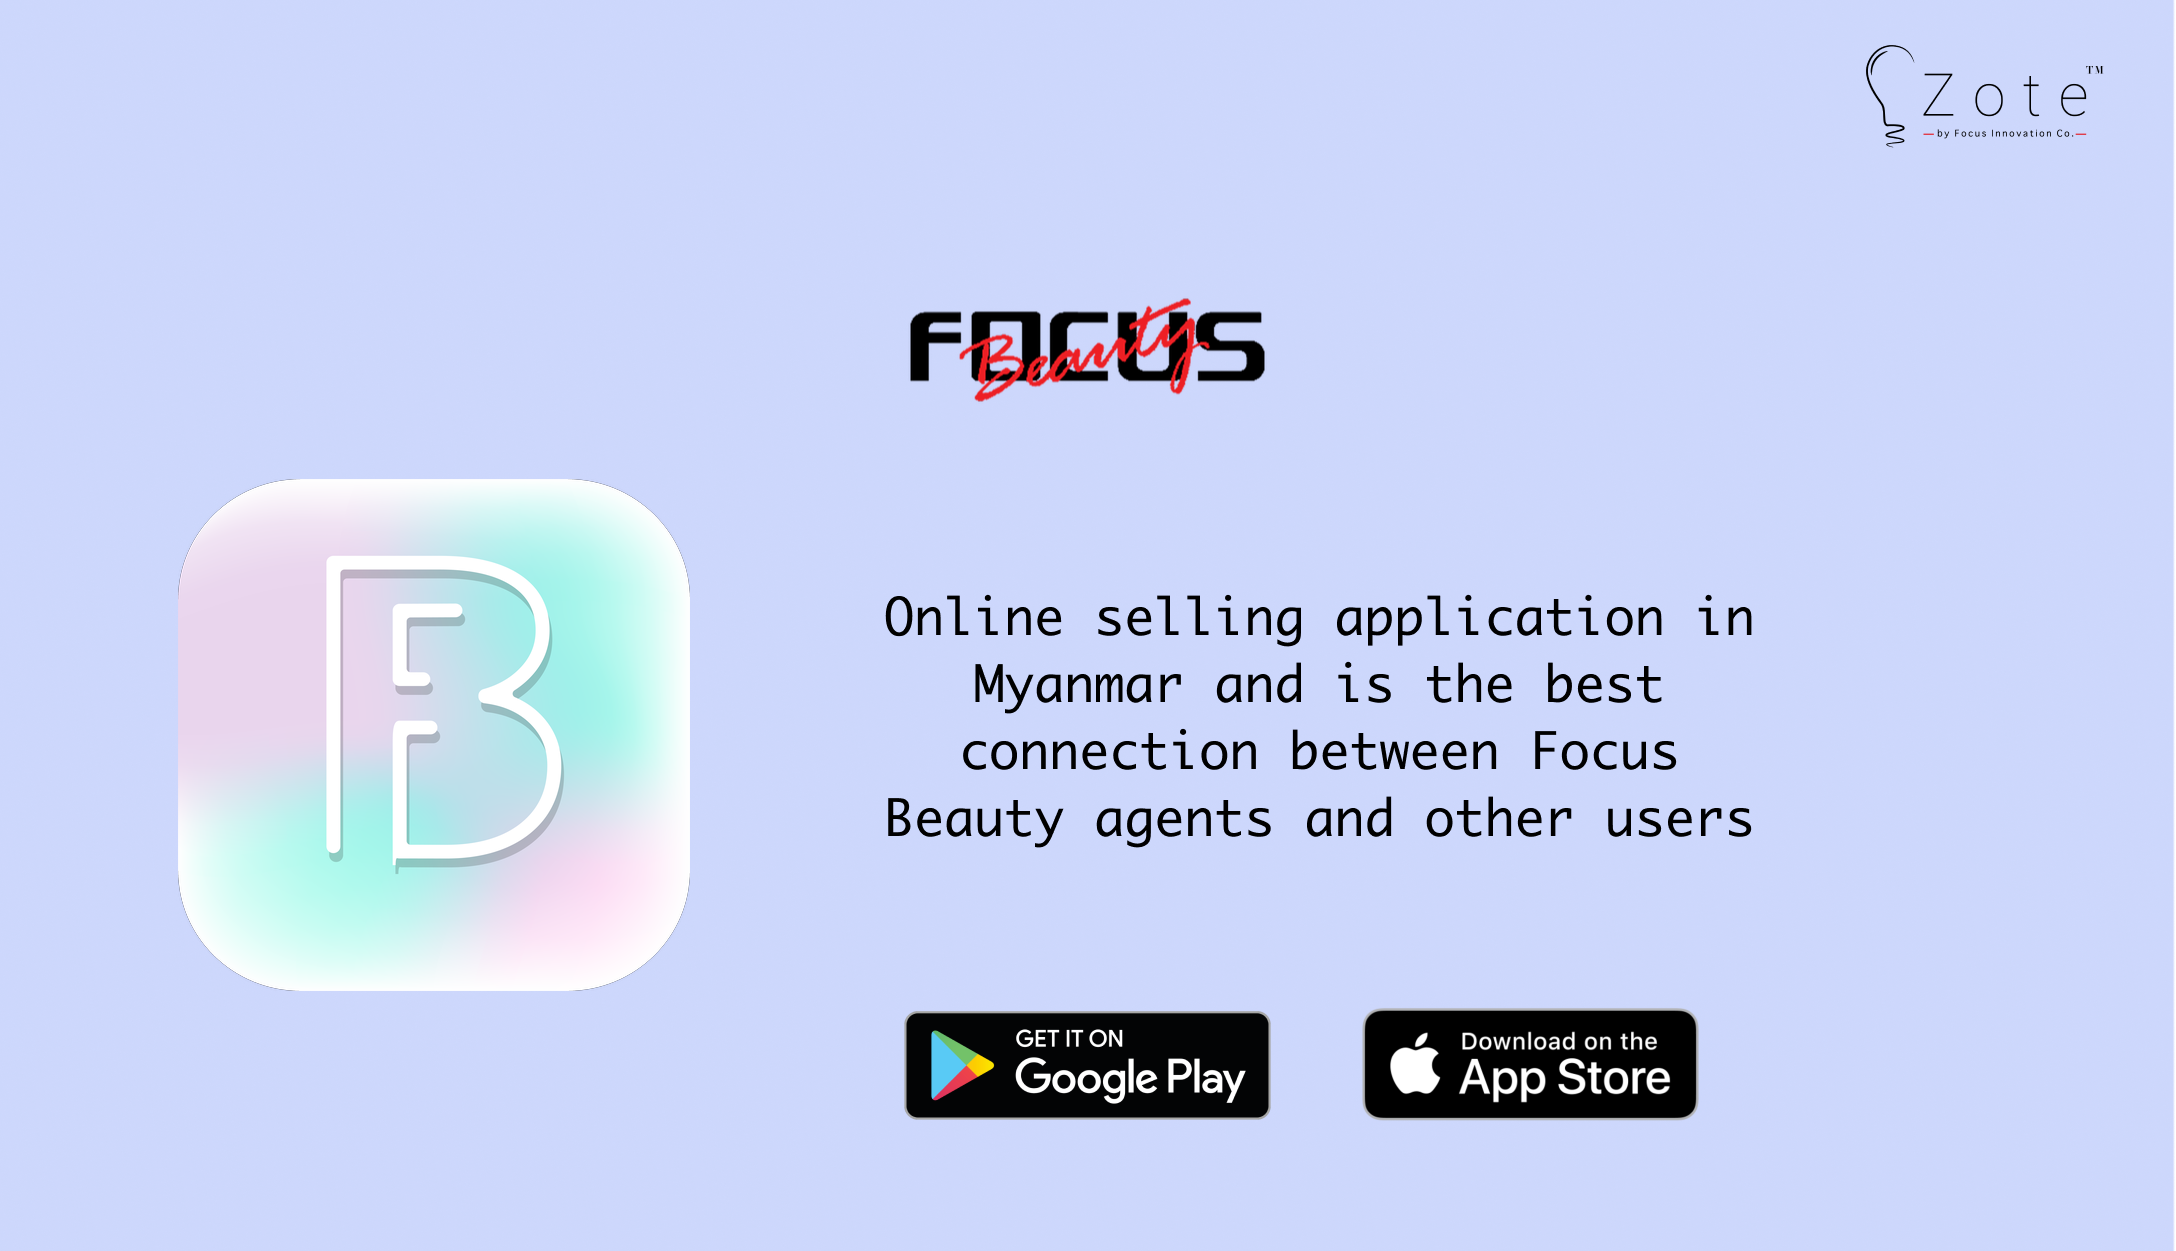 Zote™
by Focus Innovation Co.
FOCUS
Beauty
FB
Online selling application in
Myanmar and is the best
connection between Focus
Beauty agents and other users
GET IT ON
Google Play
Download on the
App Store